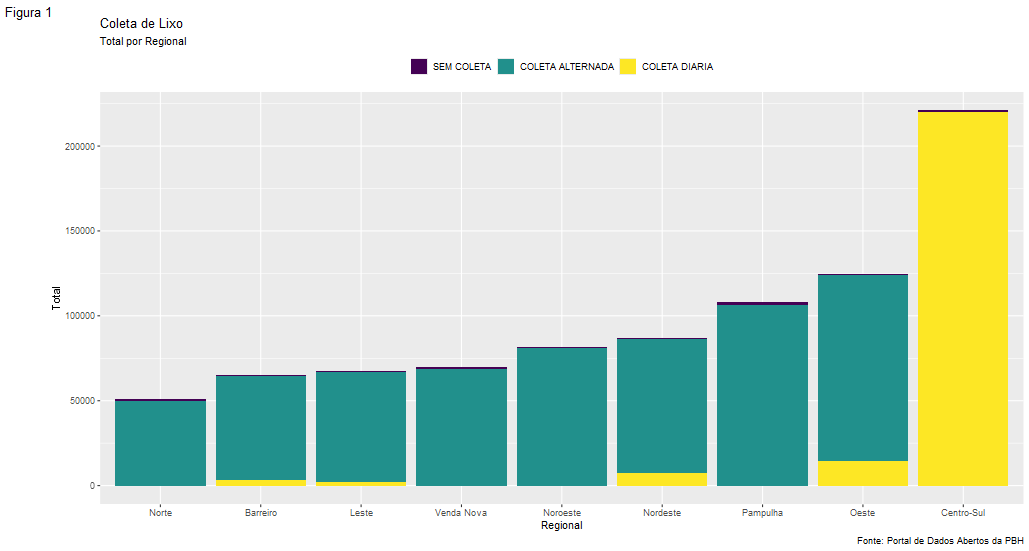 Figura 1
Coleta de Lixo
Total por Regional
SEM COLETA COLETA ALTERNADA COLETA DIARIA
200000
150000
100000
50000
0
Total
Norte Barreiro Leste Venda Nova Noroeste Nordeste Pampulha Oeste Centro-Sul
Regional
Fonte: Portal de Dados Abertos da PBH